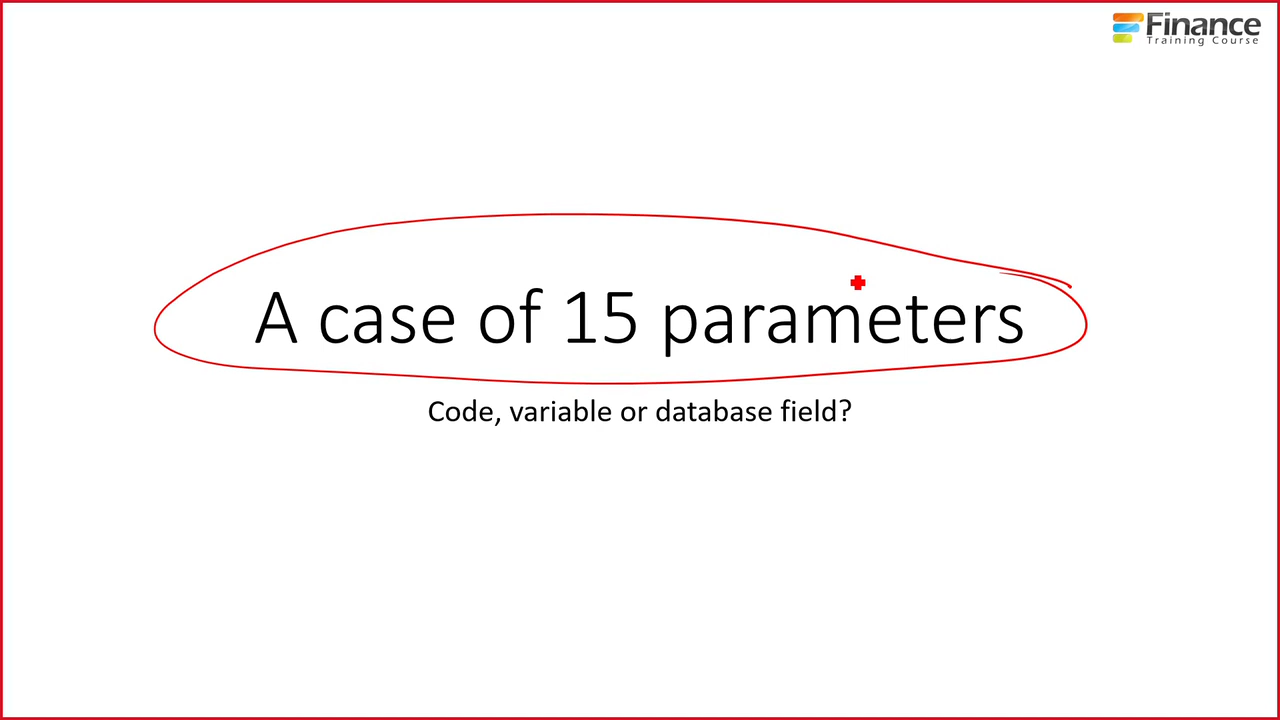 Finance
Training Course
A case of 15 parameters
Code, variable or database field?